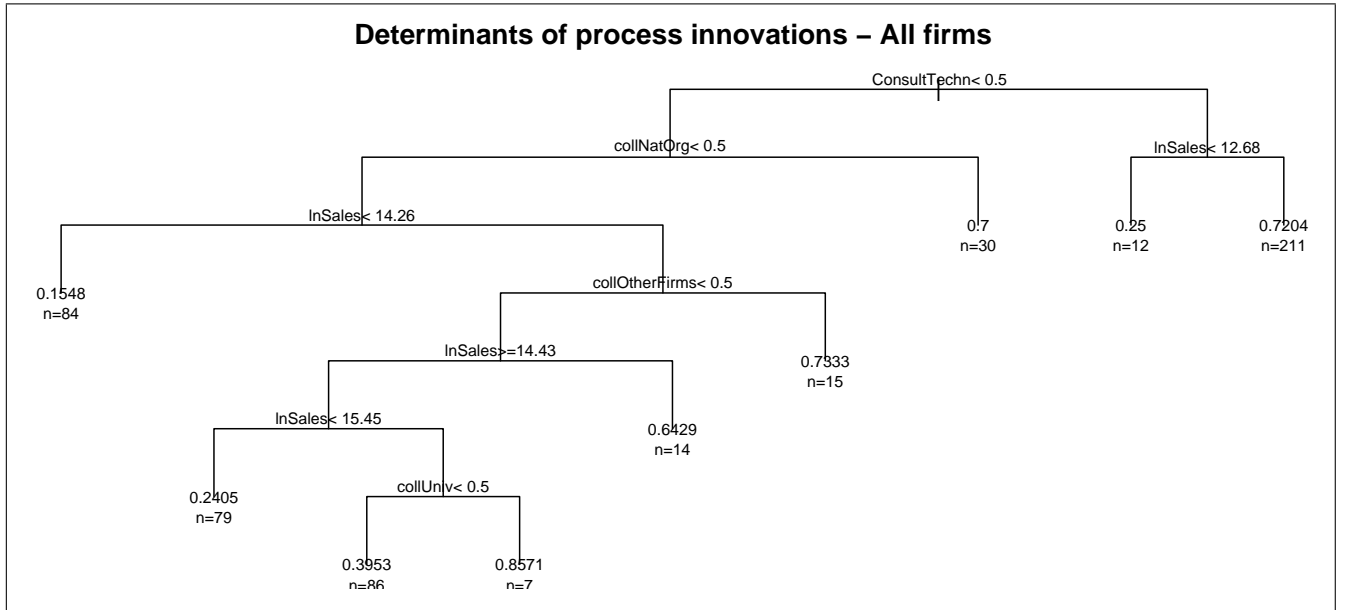 Determinants of process innovations – All firms
ConsultTechn< 0.5
collNatOrg< 0.5
lnSales< 12.68
lnSales< 14.26
0.7
n=30
0.25
n=12
0.7204
n=211
0.1548
n=84
collOtherFirms< 0.5
lnSales>=14.43
0.7333
n=15
lnSales< 15.45
0.6429
n=14
0.2405
n=79
collUniv< 0.5
0.3953
n=86
0.8571
n=7